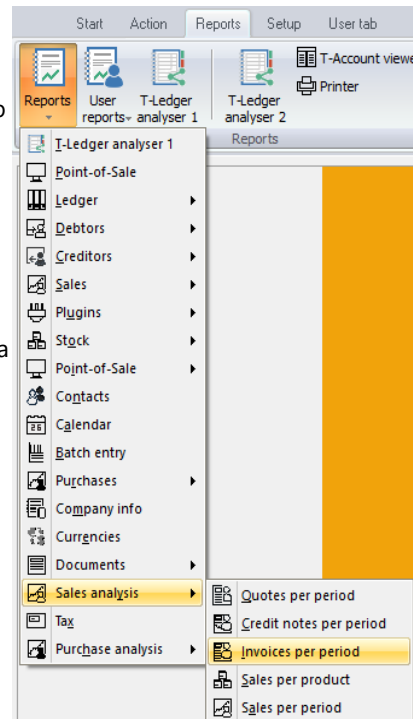 Start Action Reports Setup User tab
T-Account viewe
Printer
Reports User reports T-Ledger analyser 1 T-Ledger analyser 2
Reports
o
a
T-Ledger analyser 1
Point-of-Sale
Ledger
Debtors
Creditors
Sales
Plugins
Stock
Point-of-Sale
Contacts
Calendar
Batch entry
Purchases
Company info
Currencies
Documents
Sales analysis
Tax
Purchase analysis
Quotes per period
Credit notes per period
Invoices per period
Sales per product
Sales per period